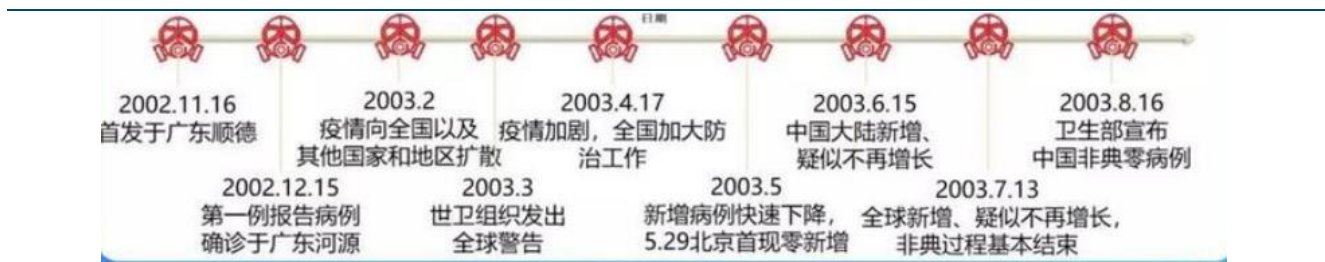 日期
2002.11.16
首发于广东顺德
2002.12.15
第一例报告病例
确诊于广东河源
2003.2
疫情向全国以及
其他国家和地区扩散
2003.3
世卫组织发出
全球警告
2003.4.17
疫情加剧，全国加大防
治工作
2003.5
新增病例快速下降，
5.29北京首现零新增
2003.6.15
中国大陆新增、
疑似不再增长
2003.7.13
全球新增、疑似不再增长，
非典过程基本结束
2003.8.16
卫生部宣布
中国非典零病例